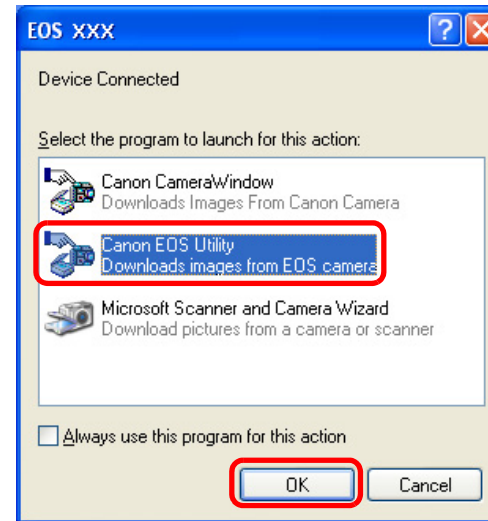 EOS XXX
Device Connected
Select the program to launch for this action:
Canon CameraWindow
Downloads Images From Canon Camera
Canon EOS Utility
Downloads images from EOS camera
Microsoft Scanner and Camera Wizard
Download pictures from a camera or scanner
Always use this program for this action
OK Cancel